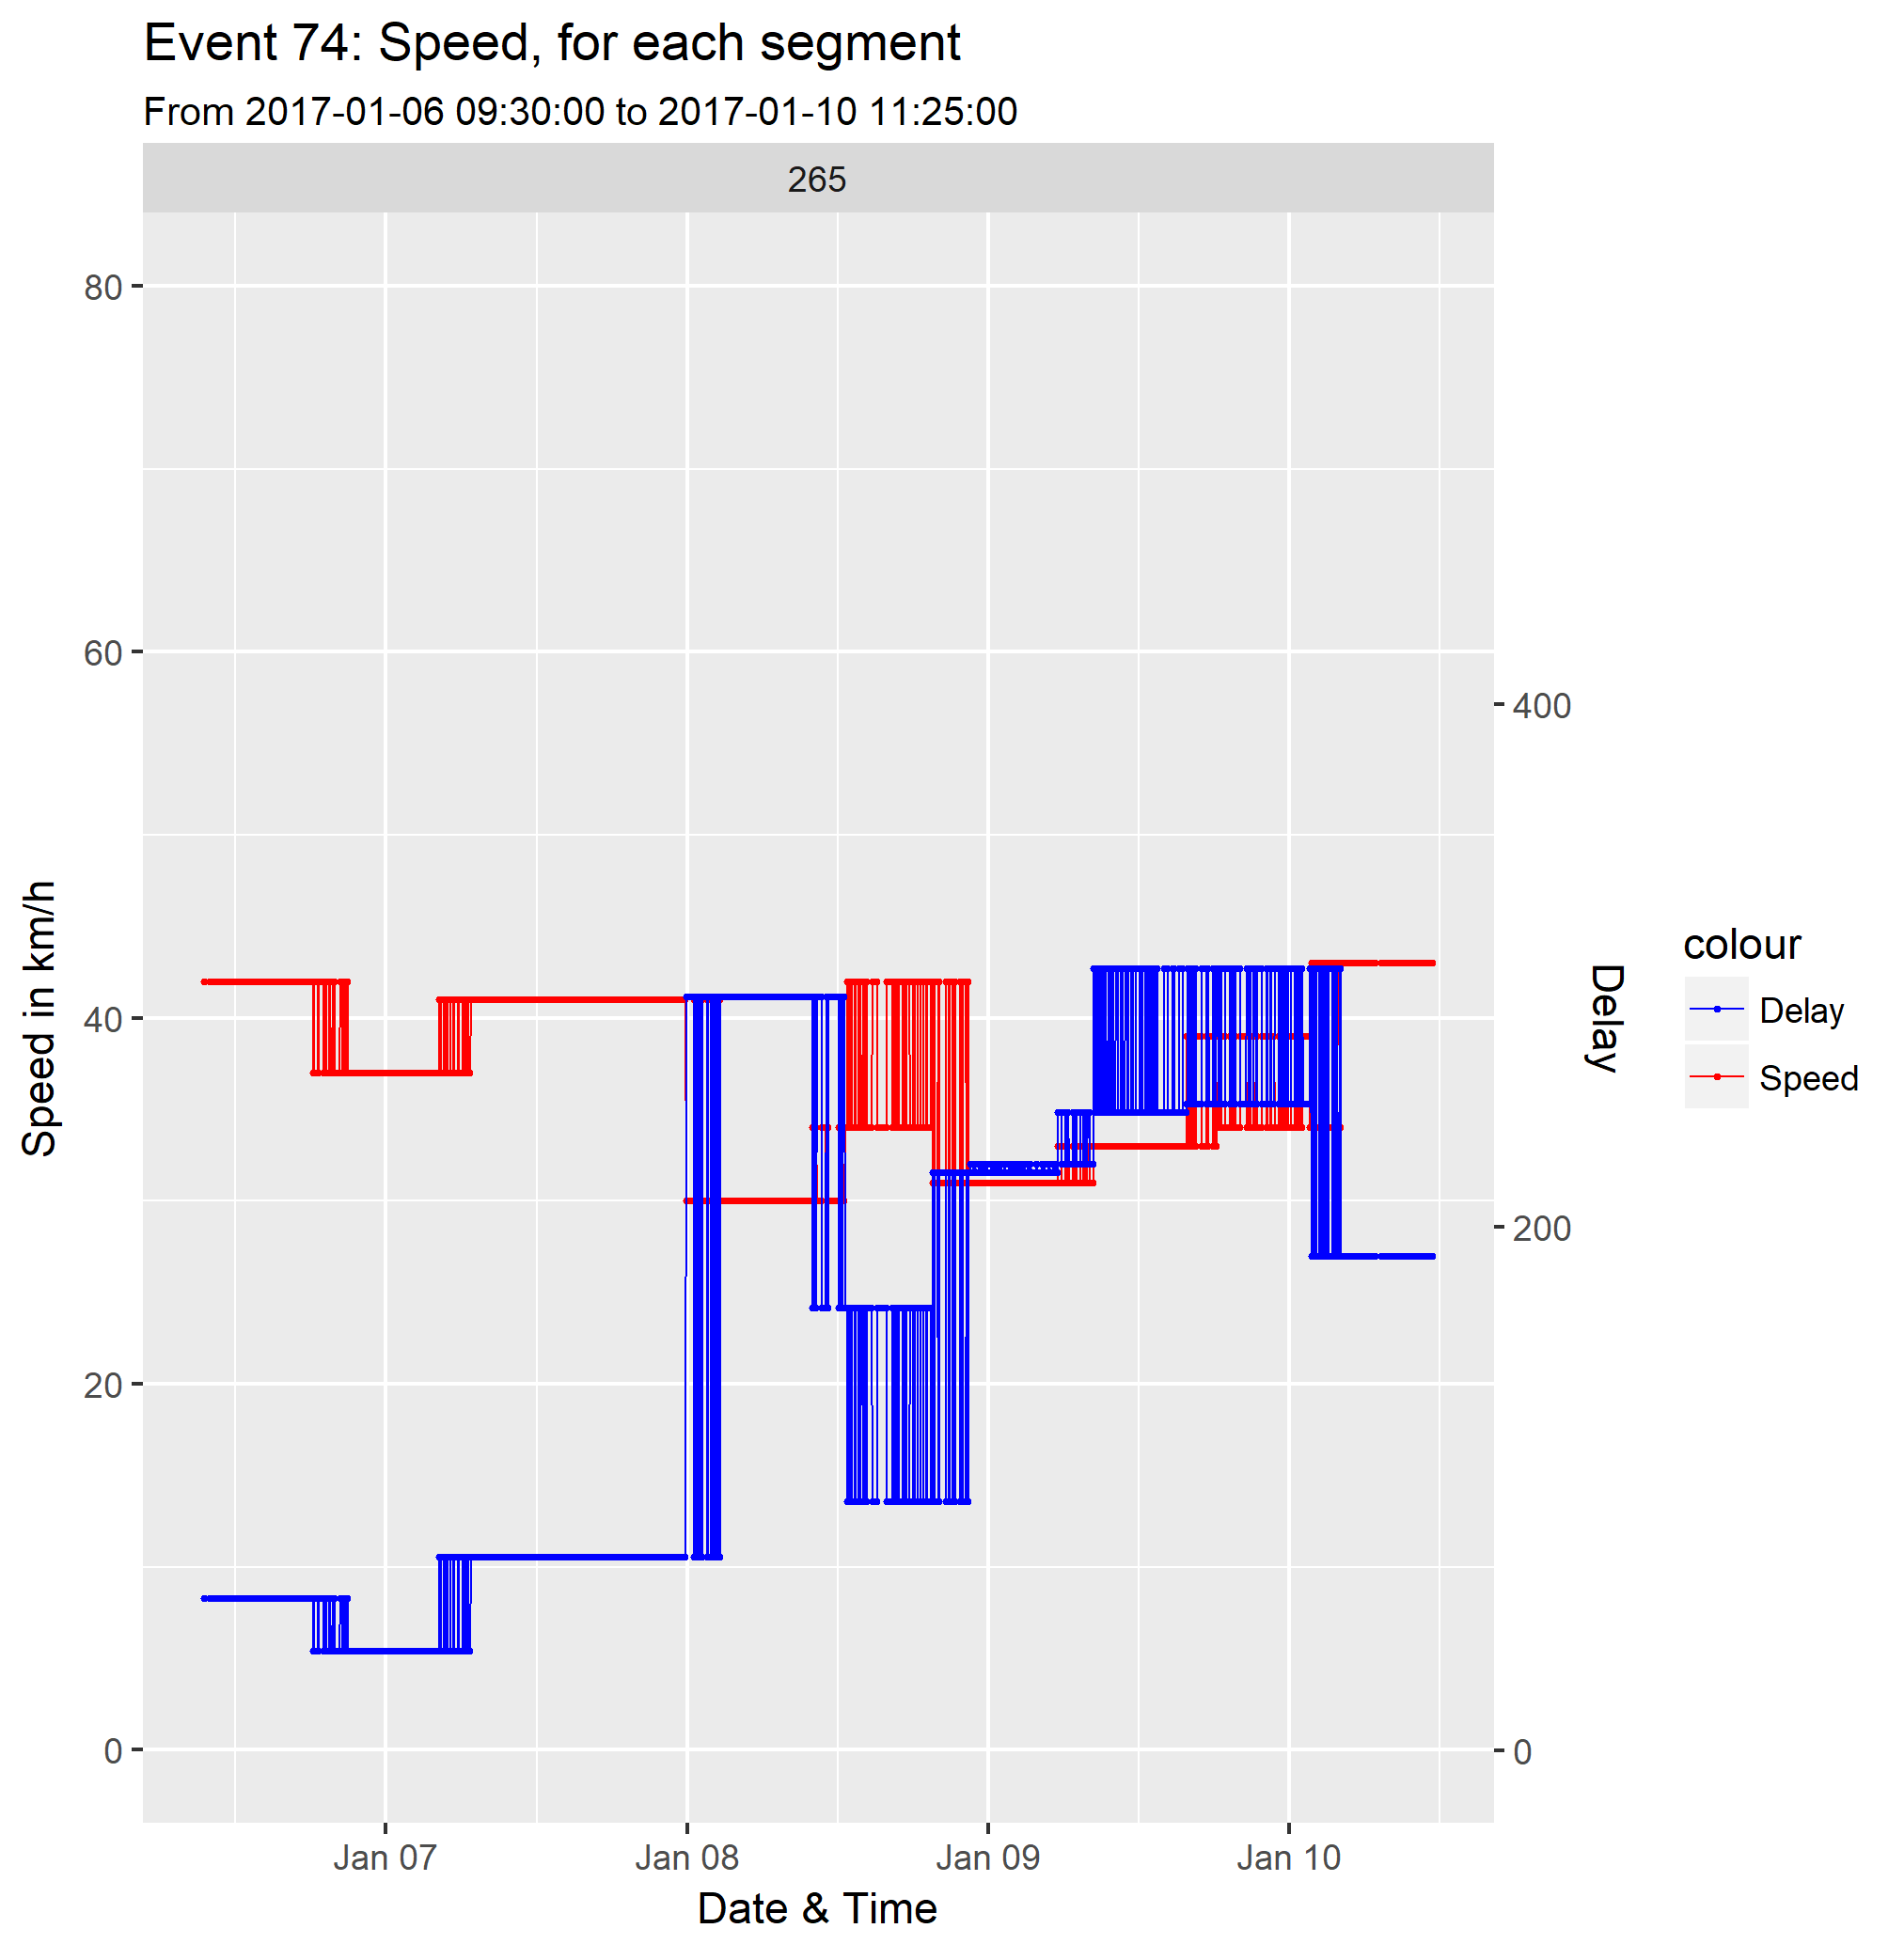 Event 74: Speed, for each segment
From 2017-01-06 09:30:00 to 2017-01-10 11:25:00
265
80
60
40
20
0
Speed in km/h
400
200
0
Delay
colour
Delay
Speed
Jan 07
Jan 08
Jan 09
Jan 10
Date & Time